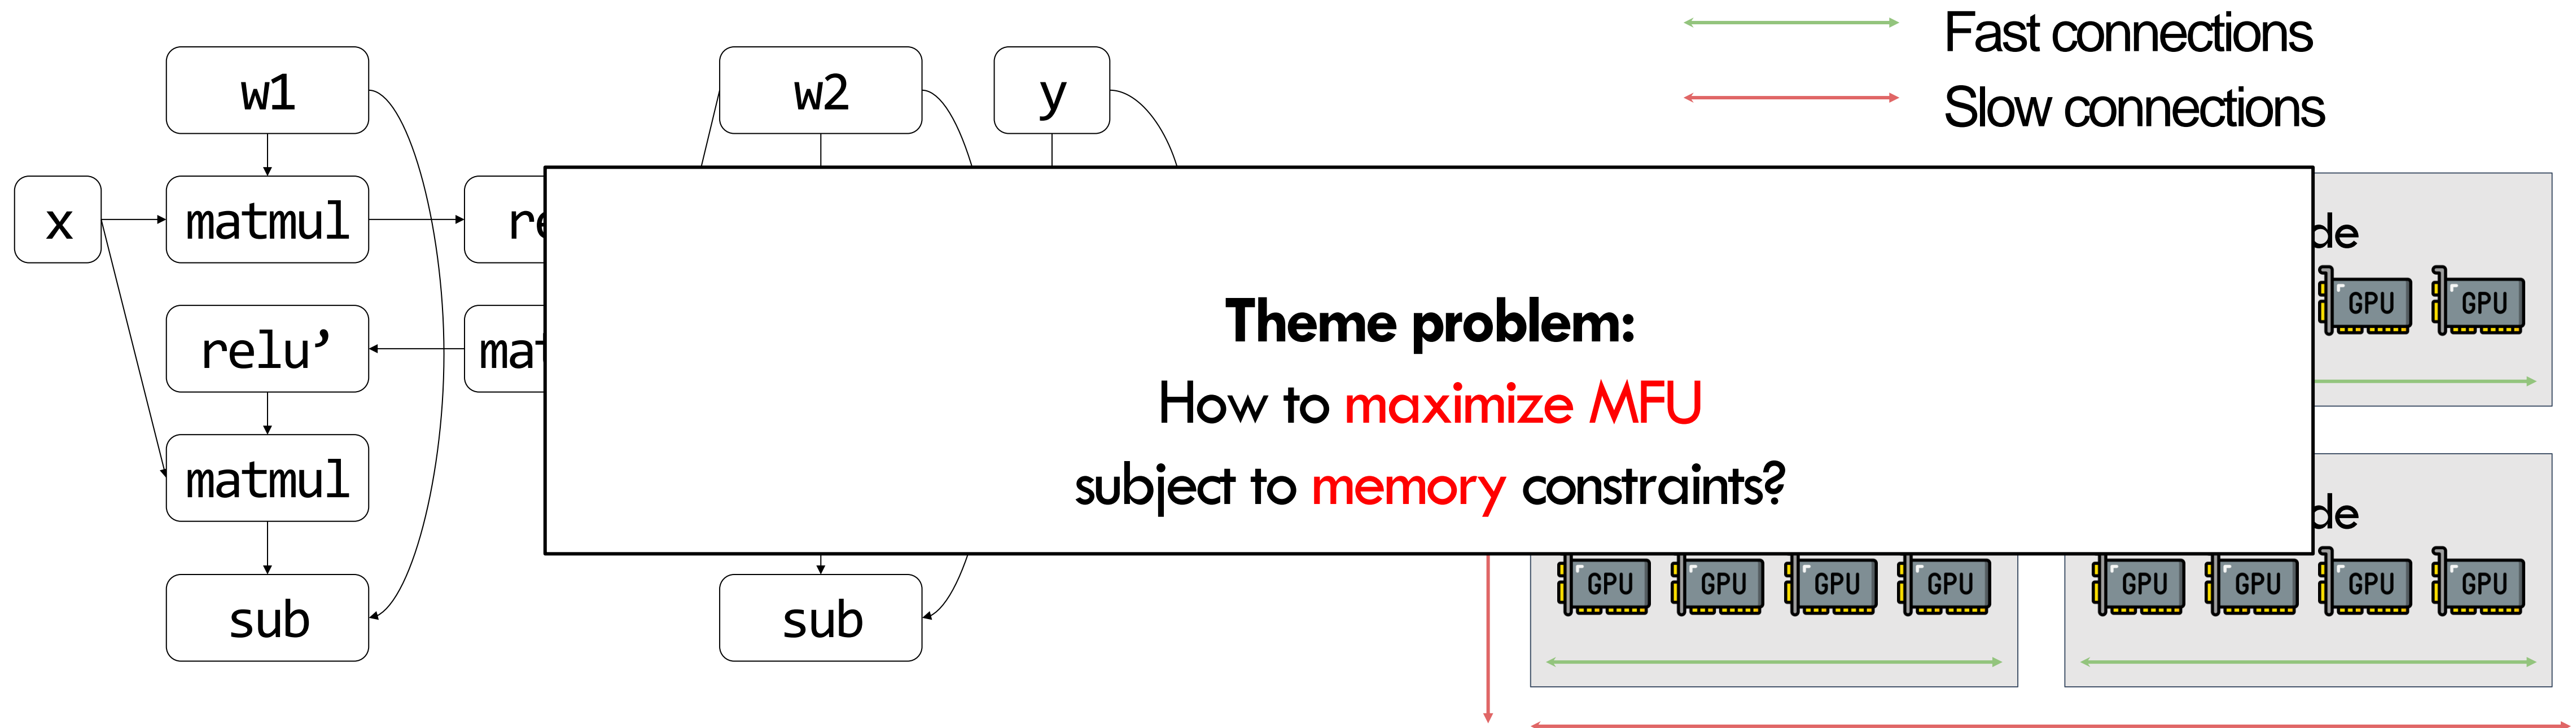 Fast connections
Slow connections
w1
w2
y
x
matmul
relu’
matmul
sub
sub
Theme problem:
How to maximize MFU
subject to memory constraints?
GPU
GPU
GPU
GPU
GPU
GPU
GPU
GPU
GPU
GPU